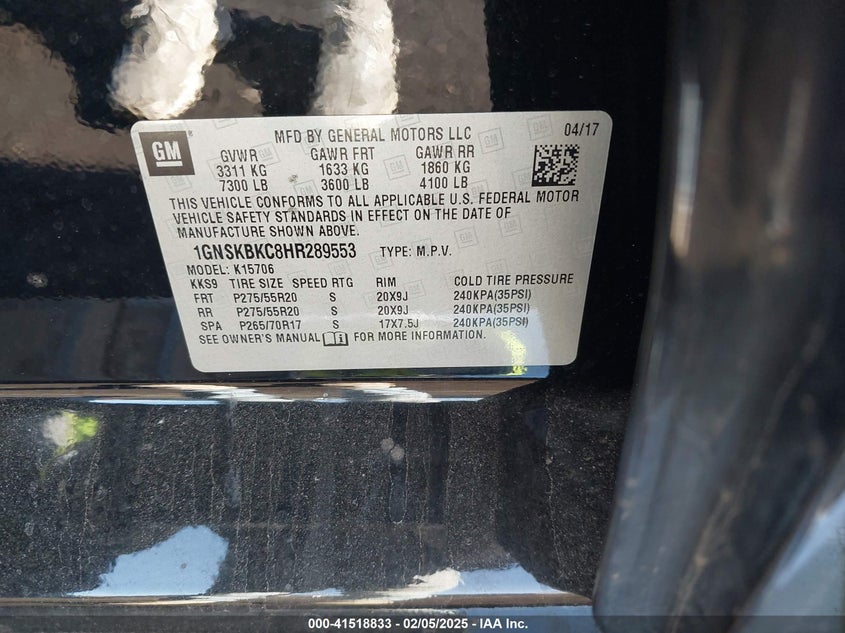 GM
MFD BY GENERAL MOTORS LLC 04/17
GVWR GAWR FRT GAWR RR
3311 KG 1633 KG 1860 KG
7300 LB 3600 LB 4100 LB
THIS VEHICLE CONFORMS TO ALL APPLICABLE U.S. FEDERAL MOTOR
VEHICLE SAFETY STANDARDS IN EFFECT ON THE DATE OF
MANUFACTURE SHOWN ABOVE.
1GNSKBKC8HR289553 TYPE: M.P.V.
MODEL: K15706
KKS9 TIRE SIZE SPEED RTG RIM COLD TIRE PRESSURE
FRT P275/55R20 S 20X9J 240KPA(35PSI)
RR P275/55R20 S 20X9J 240KPA(35PSI)
SPA P265/70R17 S 17X7.5J 240KPA(35PSI)
SEE OWNER'S MANUAL FOR MORE INFORMATION.
000-41518833 - 02/05/2025 - IAA Inc.